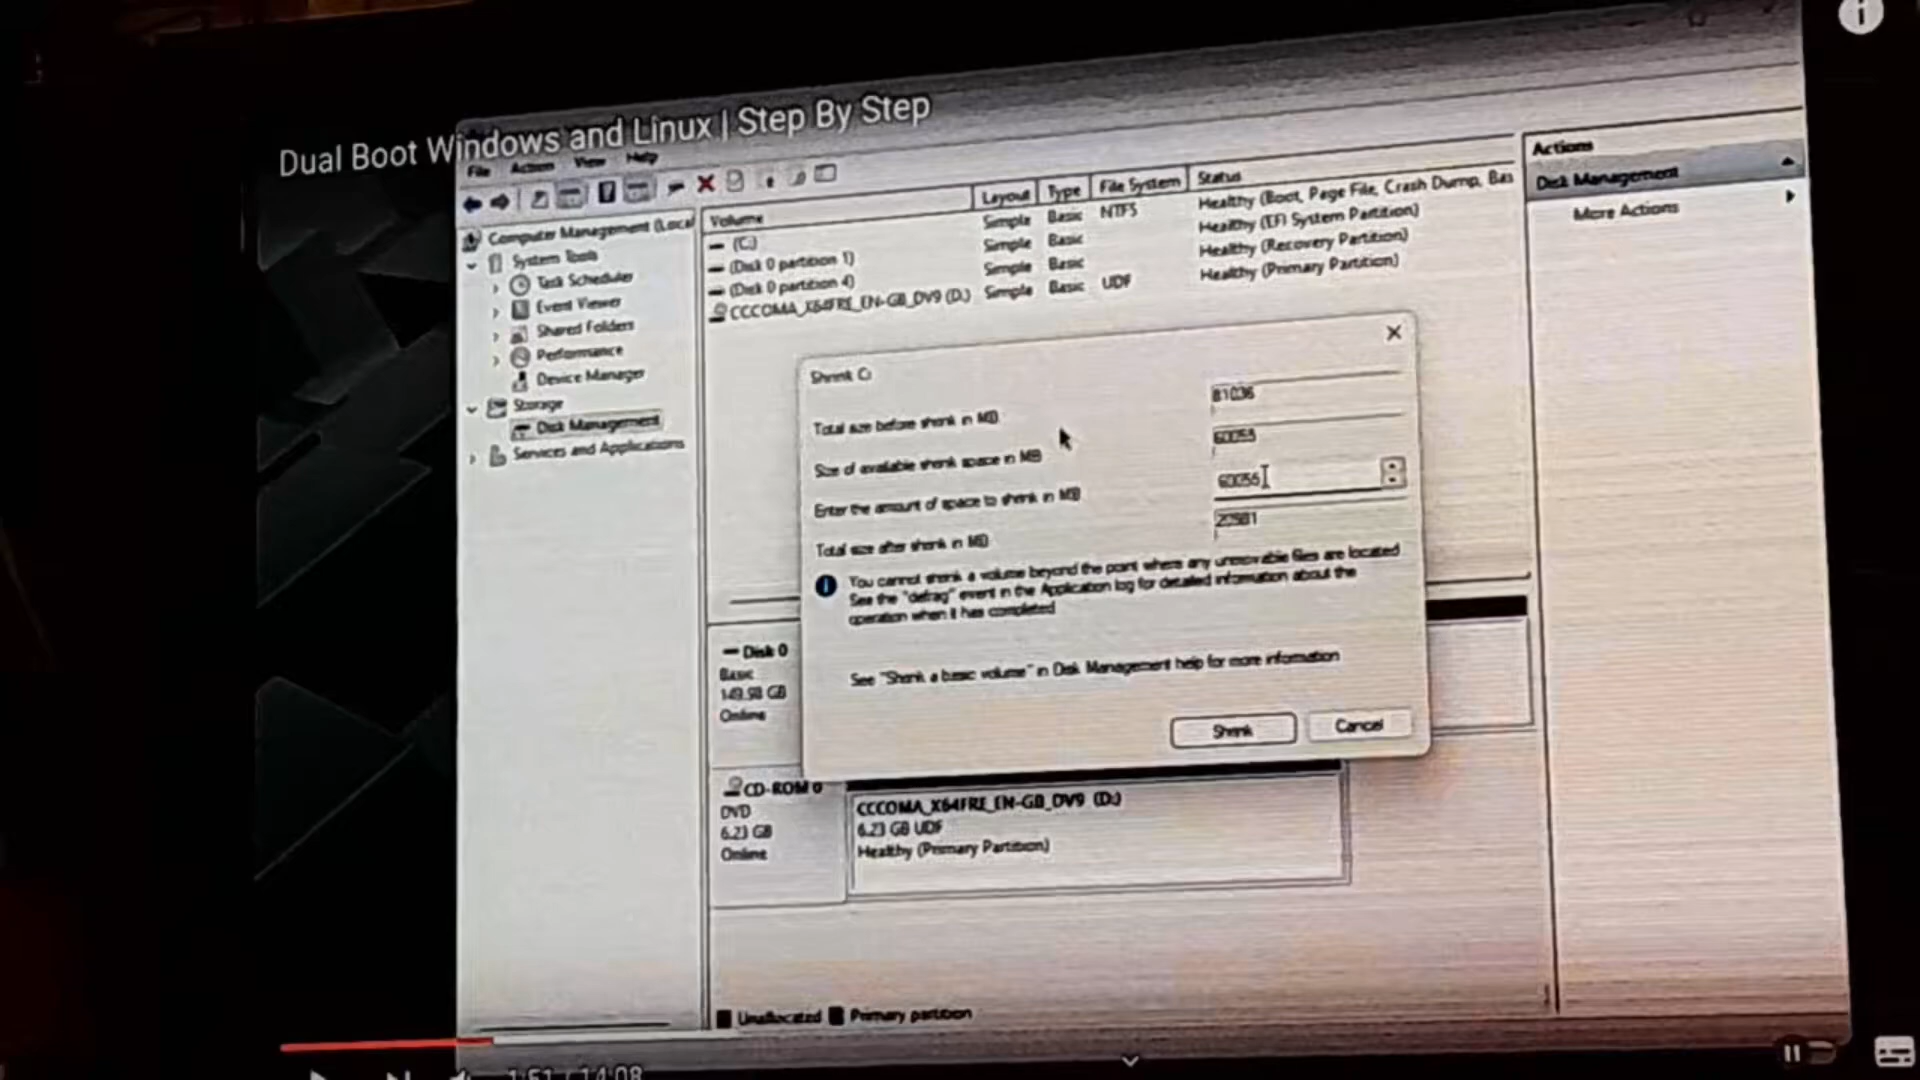 Dual Boot Windows and Linux | Step By Step
File Action View Help
Computer Management (Local
System Tools
Task Scheduler
Event Viewer
Shared Folders
Performance
Device Manager
Storage
Disk Management
Services and Applications
Volume Layout Type File System Status
(C:) Simple Basic NTFS Healthy (Boot, Page File, Crash Dump, Bas
(Disk 0 partition 1) Simple Basic Healthy (EFI System Partition)
(Disk 0 partition 4) Simple Basic Healthy (Recovery Partition)
CCCOMA_X64FRE_EN-GB_DV9 (D:) Simple Basic UDF Healthy (Primary Partition)
Actions
Disk Management
More Actions
Shrink C:
Total size before shrink in MB
Size of available shrink space in MB
Enter the amount of space to shrink in MB
Total size after shrink in MB
You cannot shrink a volume beyond the point where any unmovable files are located
See the "defrag" event in the Application log for detailed information about the
operation when it has completed
See "Shrink a basic volume" in Disk Management help for more information
Shrink Cancel
Disk 0
Basic
149.98 GB
Online
CD-ROM 0
DVD
6.23 GB
Online
CCCOMA_X64FRE_EN-GB_DV9 (D:)
6.23 GB UDF
Healthy (Primary Partition)
Unallocated Primary partition
1:51 / 14:08